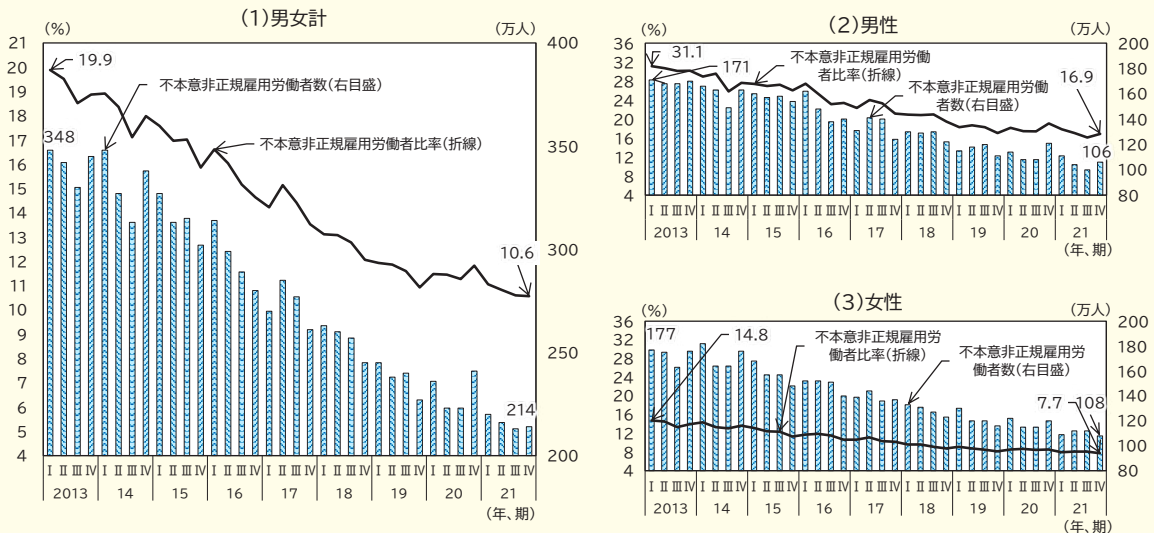 (1)男女計
(%)
(万人)
21
20
19
18
17
16
15
14
13
12
11
10
9
8
7
6
5
4
400
350
300
250
200
19.9
不本意非正規雇用労働者数(右目盛)
348
不本意非正規雇用労働者比率(折線)
10.6
214
Ⅰ Ⅱ Ⅲ Ⅳ Ⅰ Ⅱ Ⅲ Ⅳ Ⅰ Ⅱ Ⅲ Ⅳ Ⅰ Ⅱ Ⅲ Ⅳ Ⅰ Ⅱ Ⅲ Ⅳ Ⅰ Ⅱ Ⅲ Ⅳ Ⅰ Ⅱ Ⅲ Ⅳ Ⅰ Ⅱ Ⅲ Ⅳ Ⅰ Ⅱ Ⅲ Ⅳ
2013 14 15 16 17 18 19 20 21
(年、期)
(2)男性
(%)
(万人)
36
32
28
24
20
16
12
8
4
200
180
160
140
120
100
80
31.1
171
不本意非正規雇用労働
者比率(折線)
不本意非正規雇用労働
者数(右目盛)
16.9
106
Ⅰ Ⅱ Ⅲ Ⅳ Ⅰ Ⅱ Ⅲ Ⅳ Ⅰ Ⅱ Ⅲ Ⅳ Ⅰ Ⅱ Ⅲ Ⅳ Ⅰ Ⅱ Ⅲ Ⅳ Ⅰ Ⅱ Ⅲ Ⅳ Ⅰ Ⅱ Ⅲ Ⅳ Ⅰ Ⅱ Ⅲ Ⅳ Ⅰ Ⅱ Ⅲ Ⅳ
2013 14 15 16 17 18 19 20 21
(年、期)
(3)女性
(%)
(万人)
36
32
28
24
20
16
12
8
4
200
180
160
140
120
100
80
177
14.8
不本意非正規雇用労
働者比率(折線)
不本意非正規雇用労
働者数(右目盛)
7.7
108
Ⅰ Ⅱ Ⅲ Ⅳ Ⅰ Ⅱ Ⅲ Ⅳ Ⅰ Ⅱ Ⅲ Ⅳ Ⅰ Ⅱ Ⅲ Ⅳ Ⅰ Ⅱ Ⅲ Ⅳ Ⅰ Ⅱ Ⅲ Ⅳ Ⅰ Ⅱ Ⅲ Ⅳ Ⅰ Ⅱ Ⅲ Ⅳ Ⅰ Ⅱ Ⅲ Ⅳ
2013 14 15 16 17 18 19 20 21
(年、期)